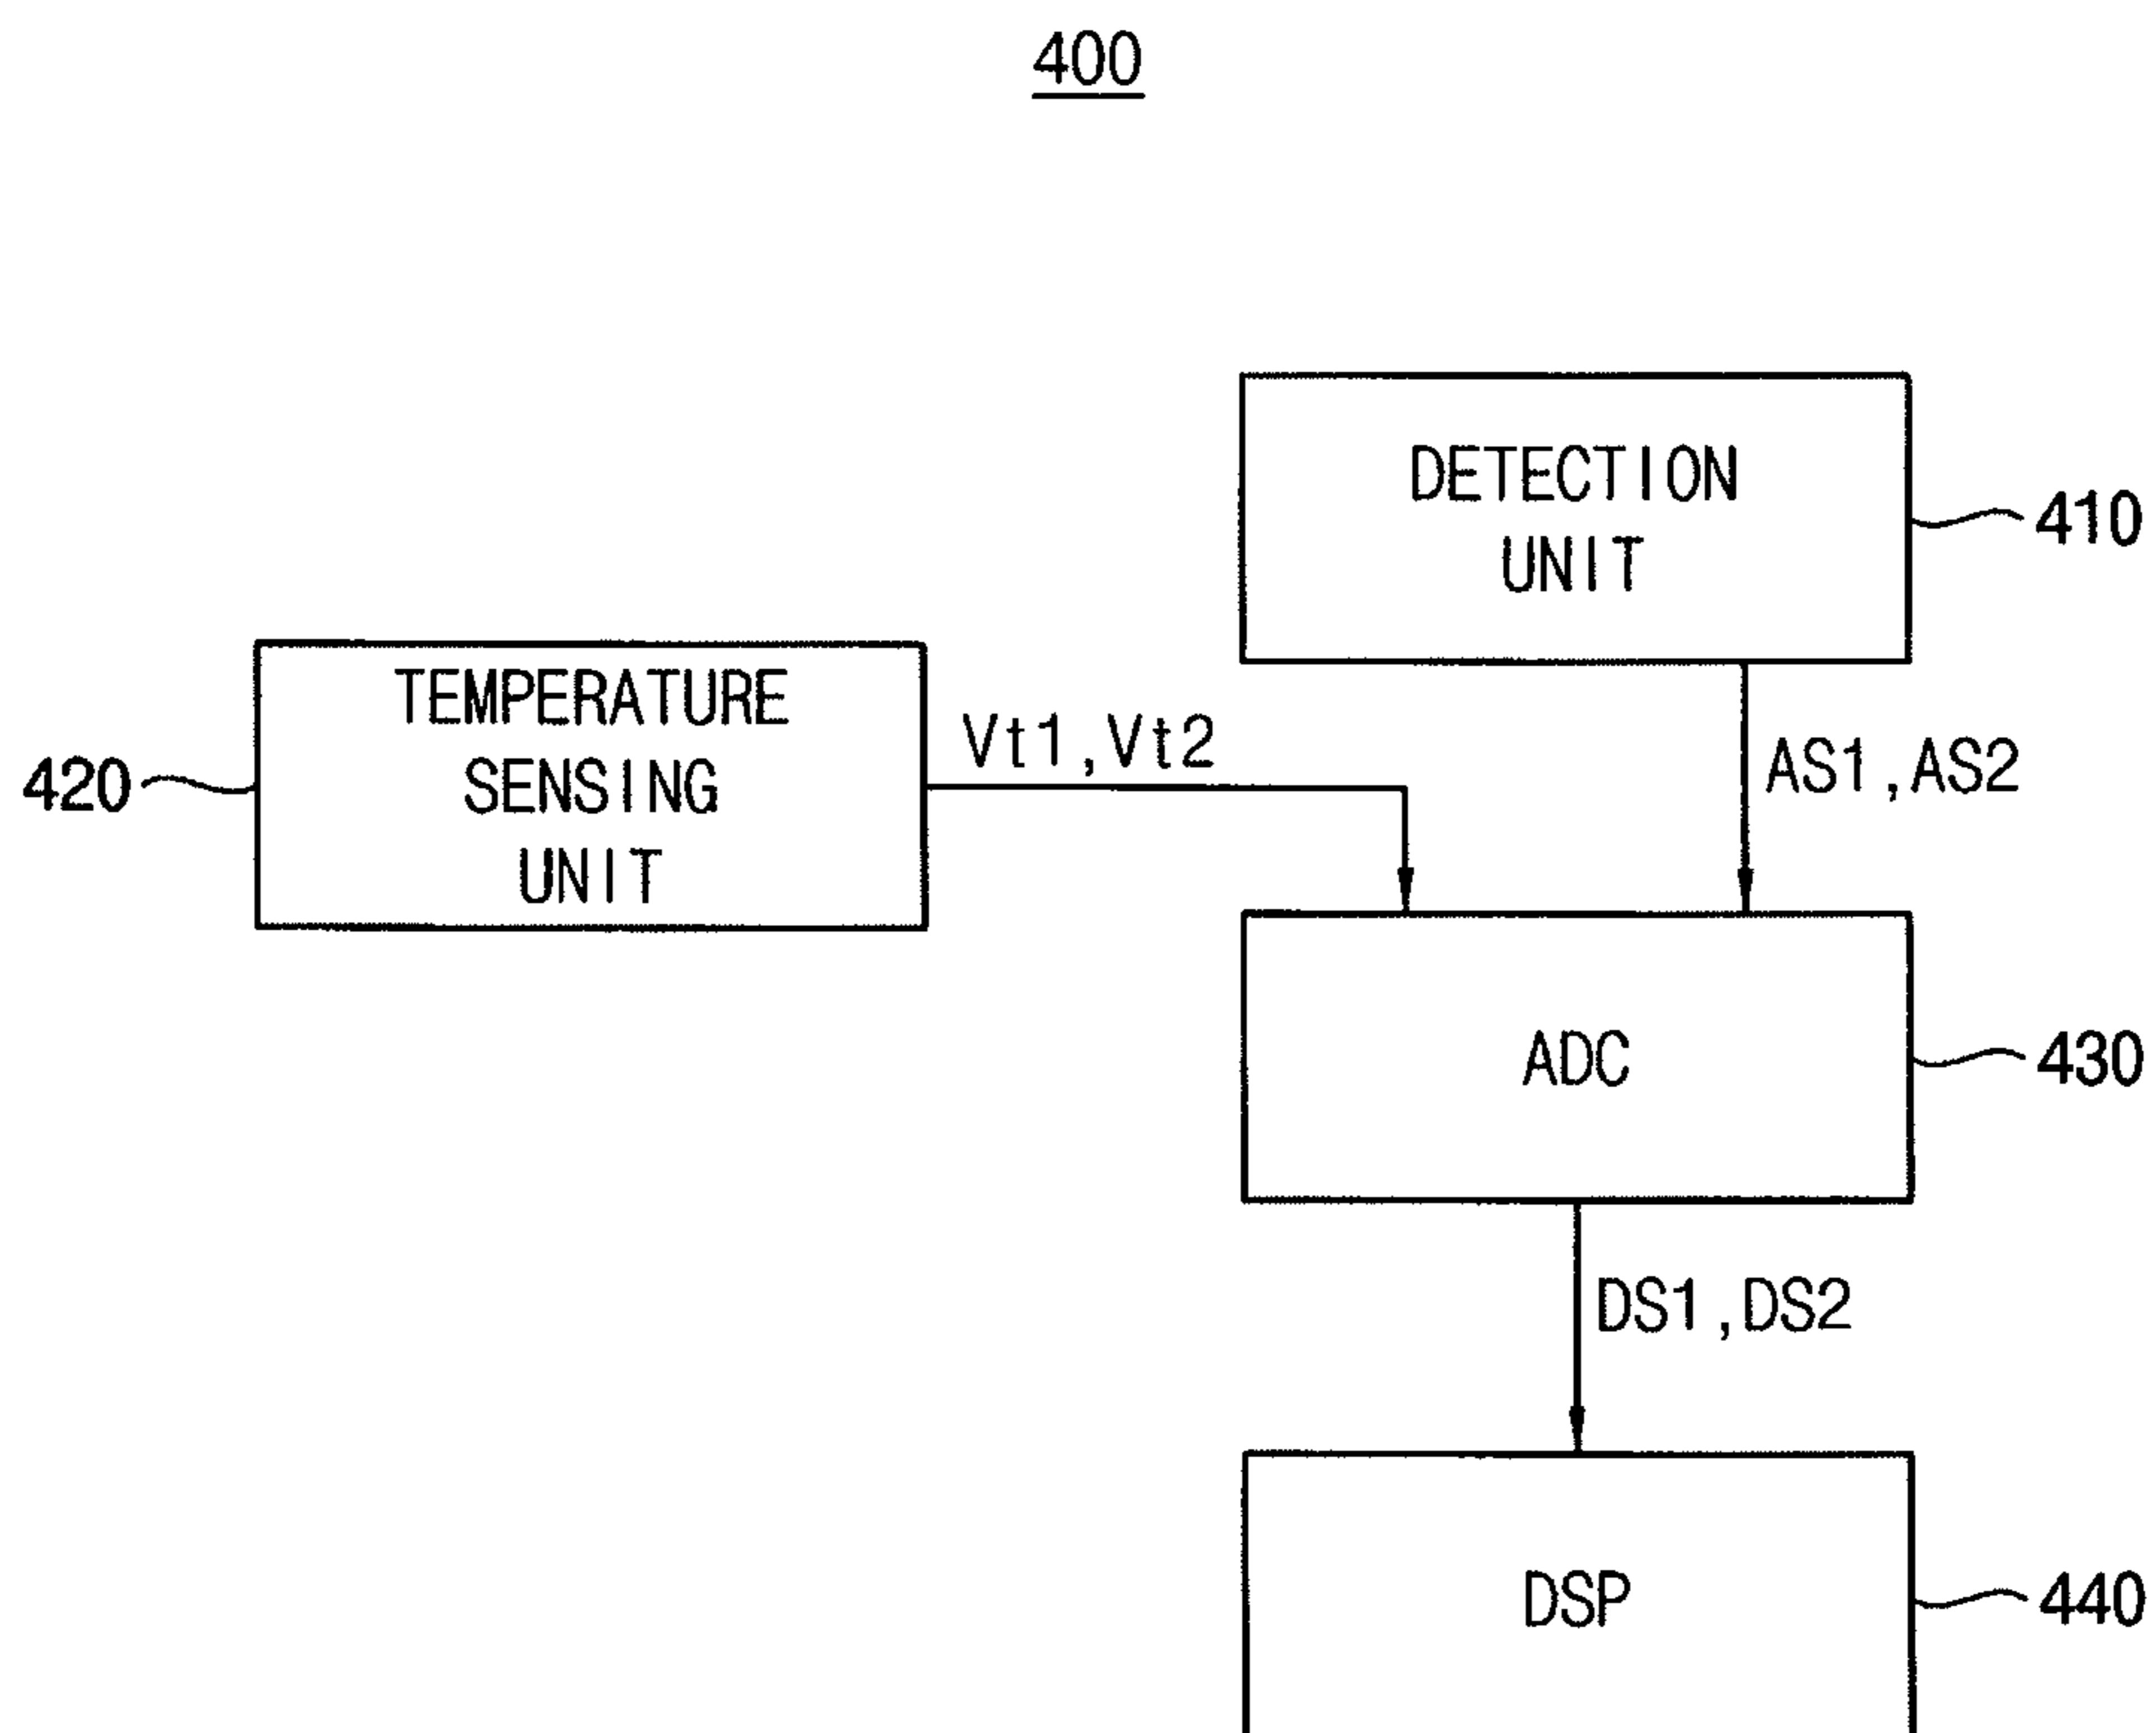 400
DETECTION
UNIT
410
TEMPERATURE
SENSING
UNIT
420
Vt1,Vt2
AS1,AS2
ADC
430
DS1,DS2
DSP
440